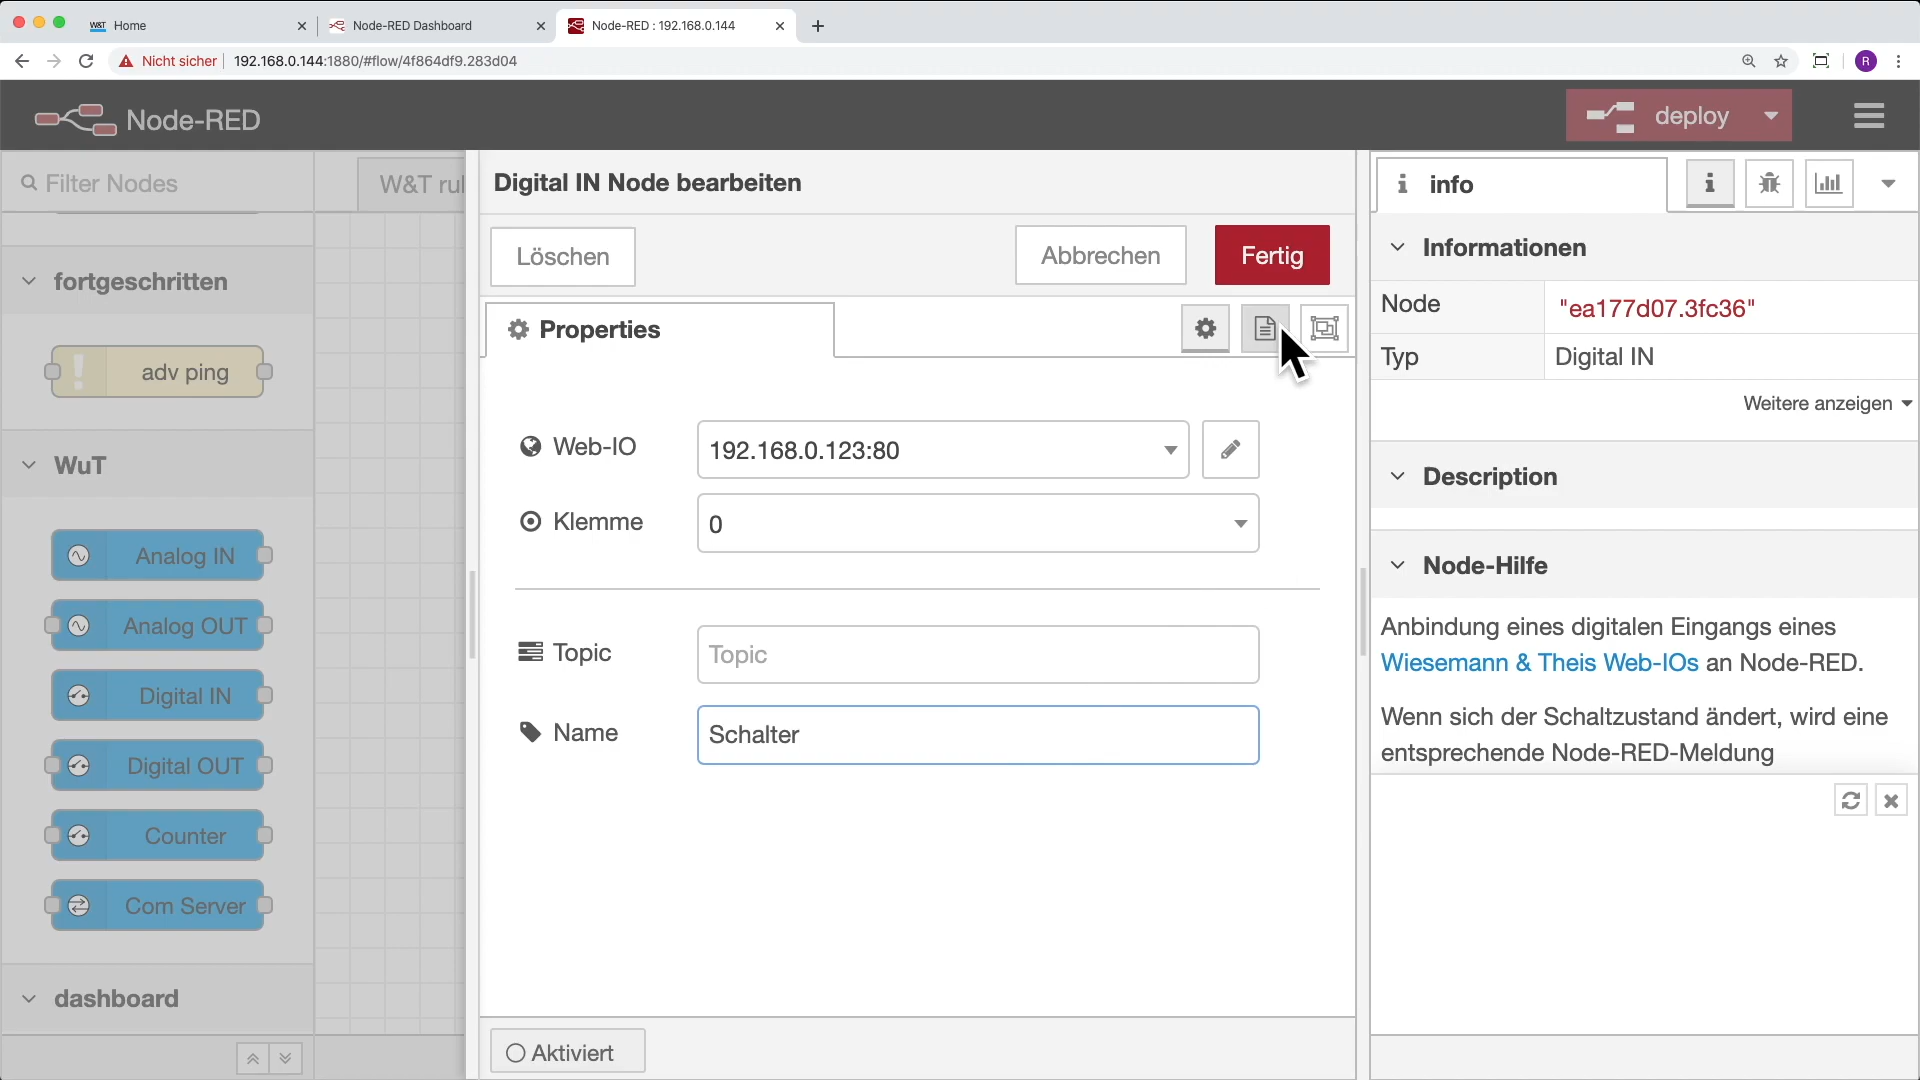 W&T Home
Node-RED Dashboard
Node-RED : 192.168.0.144
Nicht sicher
192.168.0.144:1880/#flow/4f864df9.283d04
R
Node-RED
deploy
Filter Nodes
fortgeschritten
adv ping
WuT
Analog IN
Analog OUT
Digital IN
Digital OUT
Counter
Com Server
dashboard
W&T rul
Digital IN Node bearbeiten
Löschen
Abbrechen
Fertig
Properties
Web-IO
192.168.0.123:80
Klemme
0
Topic
Topic
Name
Schalter
Aktiviert
info
Informationen
Node
"ea177d07.3fc36"
Typ
Digital IN
Weitere anzeigen
Description
Node-Hilfe
Anbindung eines digitalen Eingangs eines
Wiesemann & Theis Web-IOs an Node-RED.
Wenn sich der Schaltzustand ändert, wird eine
entsprechende Node-RED-Meldung